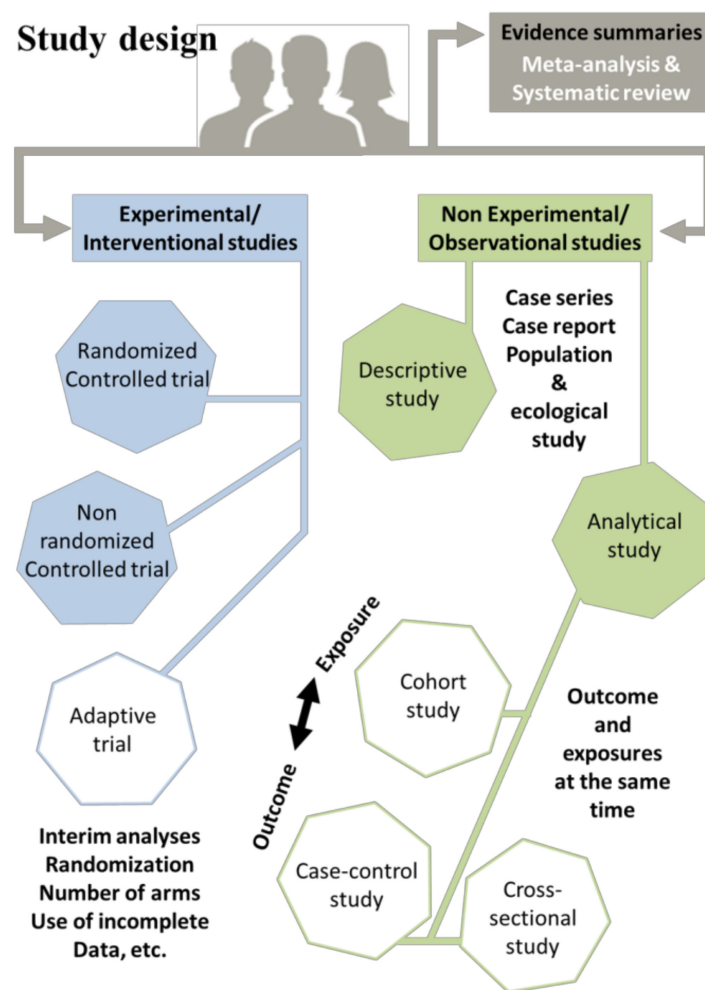 Study design
Evidence summaries
Meta-analysis &
Systematic review
Experimental/
Interventional studies
Non Experimental/
Observational studies
Randomized
Controlled trial
Non
randomized
Controlled trial
Adaptive
trial
Interim analyses
Randomization
Number of arms
Use of incomplete
Data, etc.
Descriptive
study
Case series
Case report
Population
&
ecological
study
Analytical
study
Exposure
Outcome
Cohort
study
Outcome
and
exposures
at the same
time
Case-control
study
Cross-
sectional
study